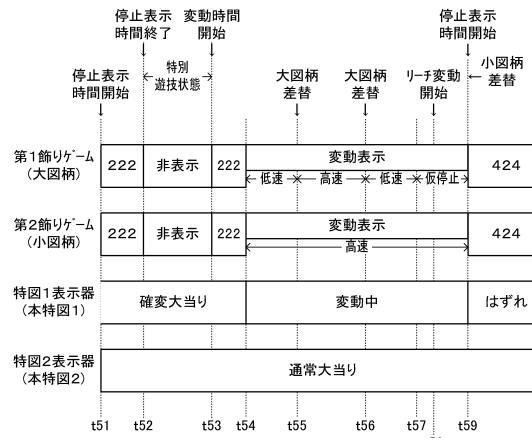 停止表示 変動時間
時間終了 開始
停止表示
時間開始
特別
遊技状態
大図柄
差替
大図柄
差替
リーチ変動
開始
停止表示
時間開始
小図柄
差替
第1飾りゲーム
(大図柄)
222
非表示
222
変動表示
低速
高速
低速
仮停止
424
第2飾りゲーム
(小図柄)
222
非表示
222
変動表示
高速
424
特図1表示器
(本特図1)
確変大当り
変動中
はずれ
特図2表示器
(本特図2)
通常大当り
t51 t52 t53 t54 t55 t56 t57 t59